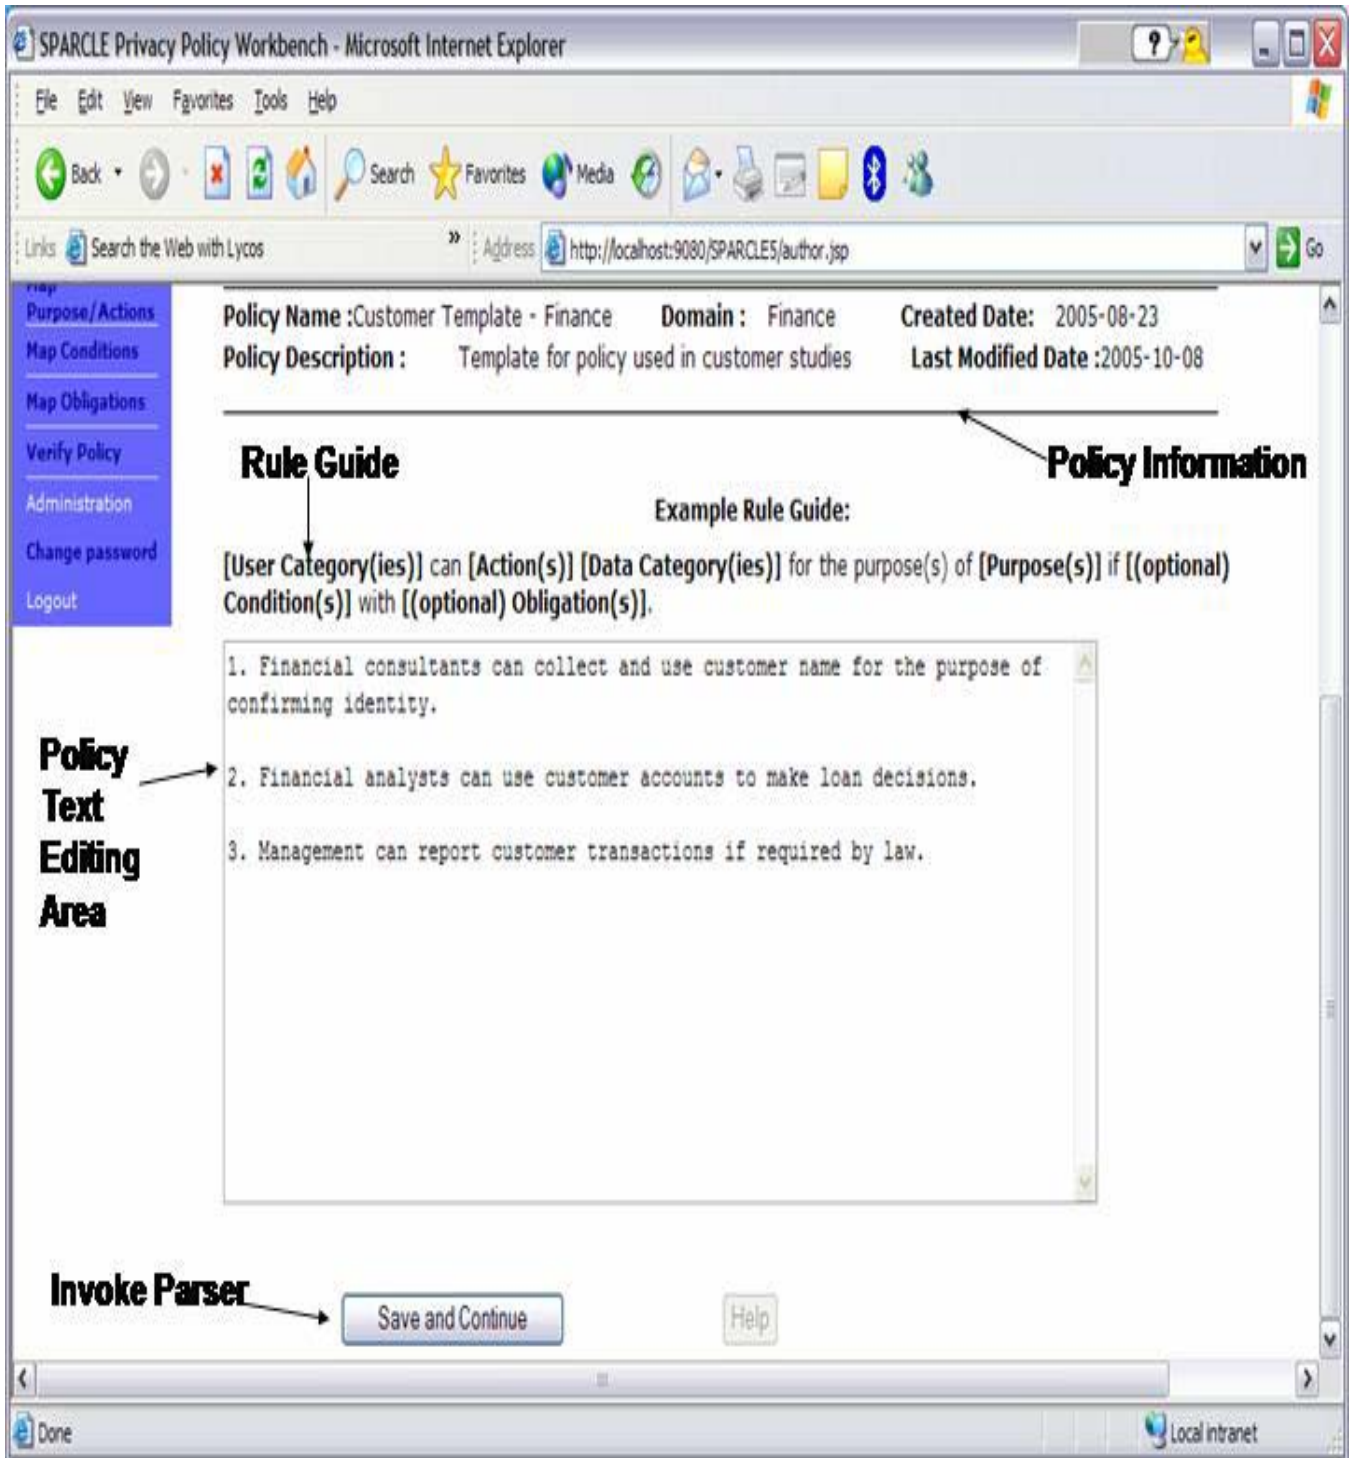 SPARCLE Privacy Policy Workbench - Microsoft Internet Explorer
File Edit View Favorites Tools Help
Back Search Favorites Media
Links Search the Web with Lycos » Address http://localhost:9080/SPARCLE5/author.jsp Go
Map
Purpose/Actions
Map Conditions
Map Obligations
Verify Policy
Administration
Change password
Logout
Policy Name :Customer Template - Finance Domain : Finance Created Date: 2005-08-23
Policy Description : Template for policy used in customer studies Last Modified Date :2005-10-08
Rule Guide
Policy Information
Example Rule Guide:
[User Category(ies)] can [Action(s)] [Data Category(ies)] for the purpose(s) of [Purpose(s)] if [(optional)
Condition(s)] with [(optional) Obligation(s)].
1. Financial consultants can collect and use customer name for the purpose of
confirming identity.
2. Financial analysts can use customer accounts to make loan decisions.
3. Management can report customer transactions if required by law.
Policy
Text
Editing
Area
Invoke Parser
Save and Continue
Help
Done
Local intranet